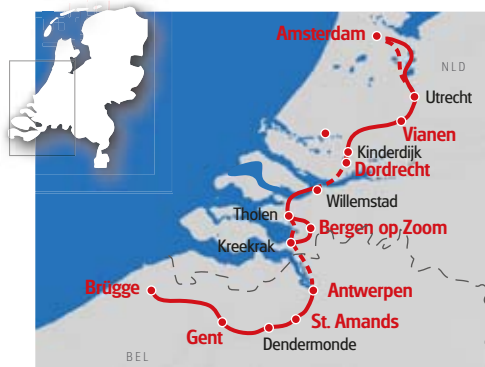 Amsterdam
NLD
Utrecht
Vianen
Kinderdijk
Dordrecht
Willemstad
Tholen
Bergen op Zoom
Kreekrak
Brügge
Antwerpen
St. Amands
Gent
Dendermonde
BEL